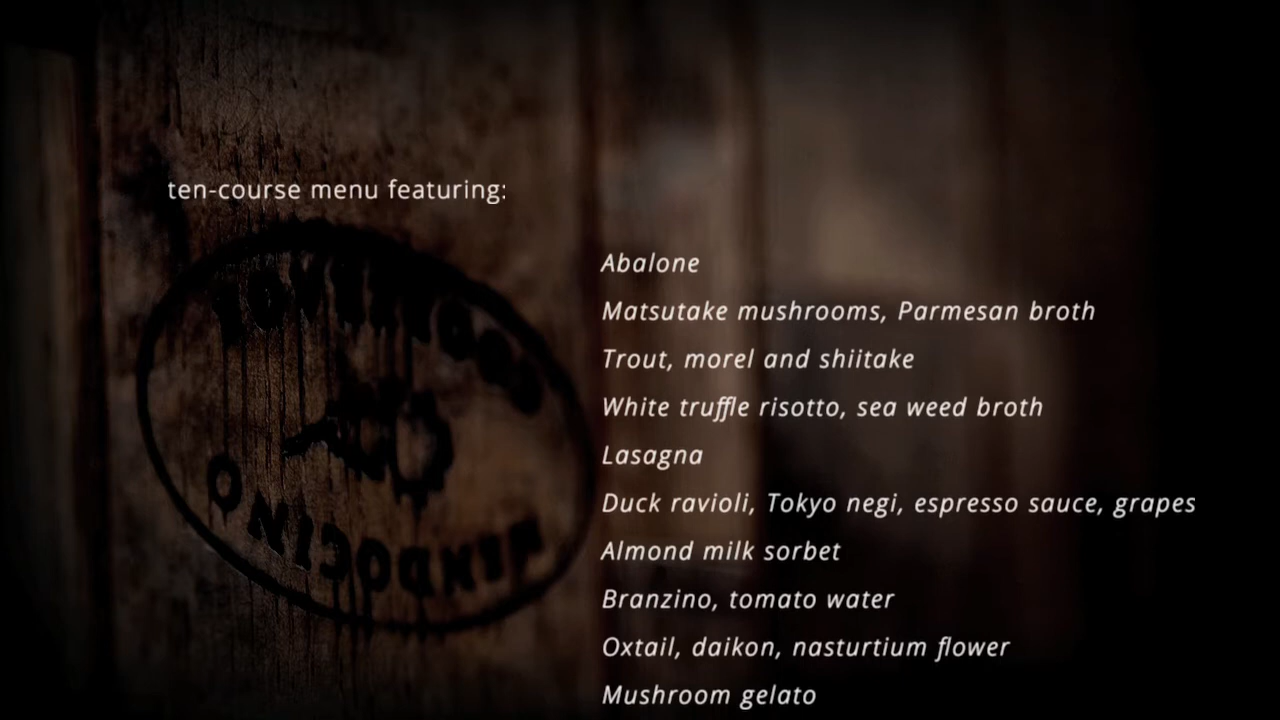 ten-course menu featuring:
Abalone
Matsutake mushrooms, Parmesan broth
Trout, morel and shiitake
White truffle risotto, sea weed broth
Lasagna
Duck ravioli, Tokyo negi, espresso sauce, grapes
Almond milk sorbet
Branzino, tomato water
Oxtail, daikon, nasturtium flower
Mushroom gelato
MENDOCINO